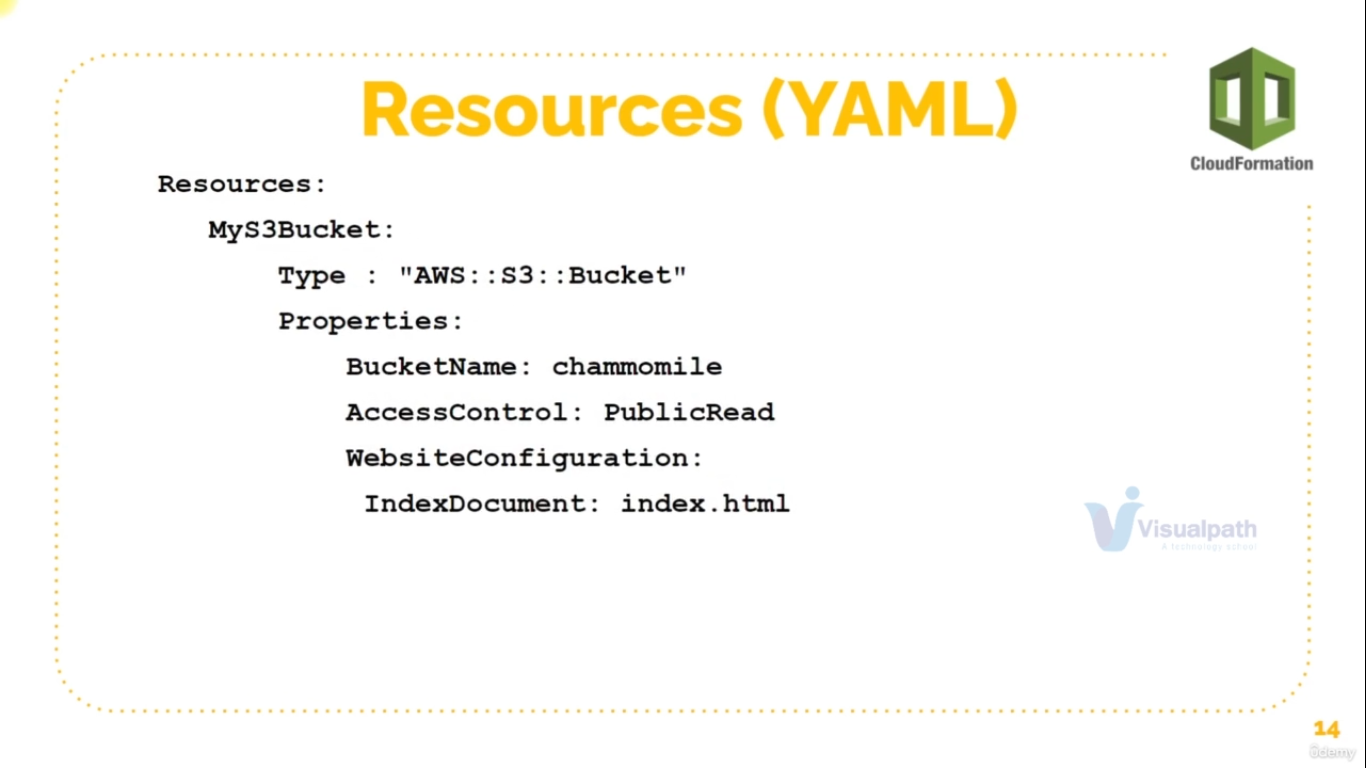 Resources (YAML)
CloudFormation
Resources:
MyS3Bucket:
Type : "AWS::S3::Bucket"
Properties:
BucketName: chammomile
AccessControl: PublicRead
WebsiteConfiguration:
IndexDocument: index.html
Visualpath
A technology school
14
ûdemy